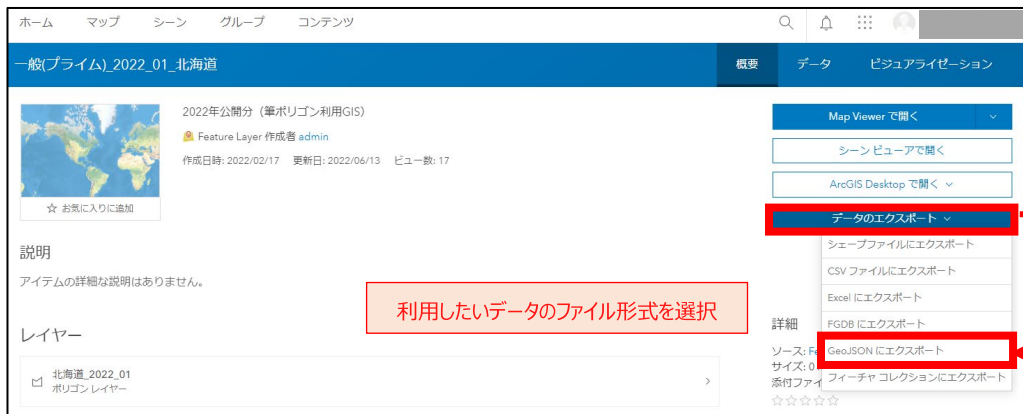 ホーム マップ シーン グループ コンテンツ
一般(プライム)_2022_01_北海道 概要 データ ビジュアライゼーション
2022年公開分（筆ポリゴン利用GIS）
Feature Layer 作成者 admin
作成日時: 2022/02/17 更新日: 2022/06/13 ビュー数: 17
☆ お気に入りに追加
Map Viewer で開く
シーン ビューアで開く
ArcGIS Desktop で開く
データのエクスポート
シェープファイルにエクスポート
CSV ファイルにエクスポート
Excel にエクスポート
FGDB にエクスポート
GeoJSON にエクスポート
フィーチャ コレクションにエクスポート
説明
アイテムの詳細な説明はありません。
利用したいデータのファイル形式を選択
レイヤー
北海道_2022_01
ポリゴン レイヤー
詳細
ソース: Fe
サイズ: 0
添付ファイ
☆☆☆☆☆